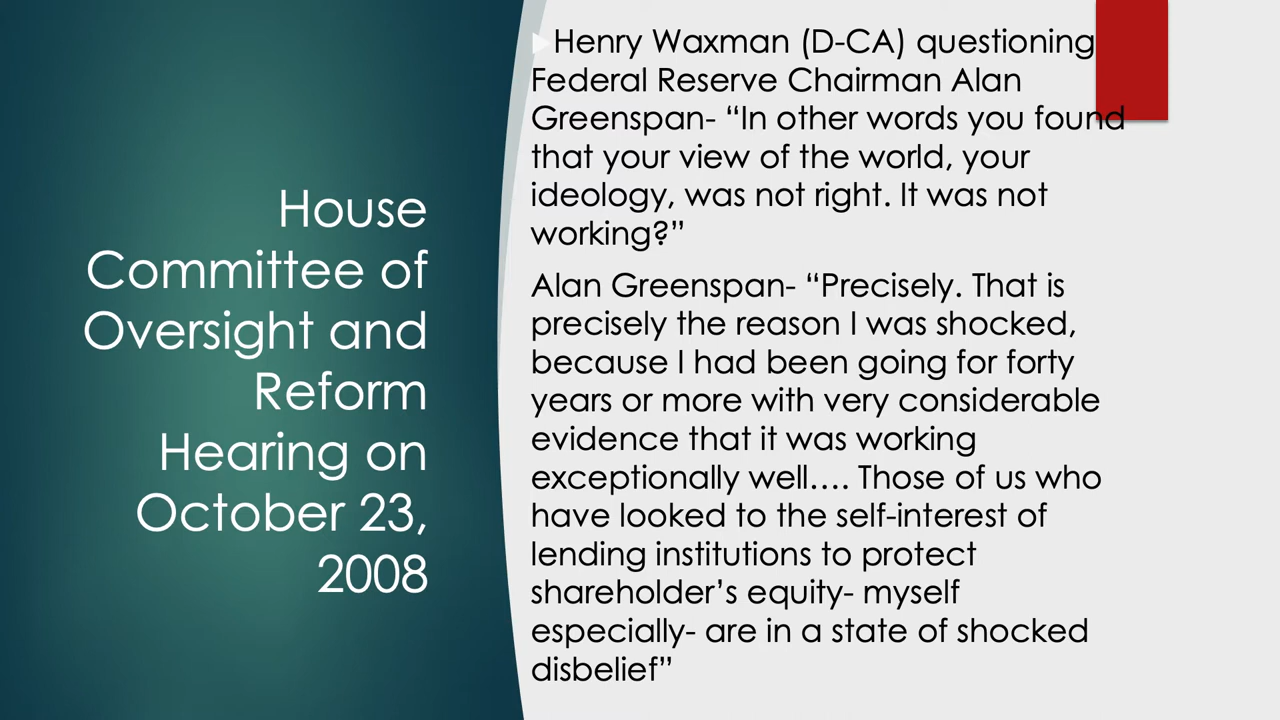 House
Committee of
Oversight and
Reform
Hearing on
October 23,
2008
Henry Waxman (D-CA) questioning
Federal Reserve Chairman Alan
Greenspan- “In other words you found
that your view of the world, your
ideology, was not right. It was not
working?”
Alan Greenspan- “Precisely. That is
precisely the reason I was shocked,
because I had been going for forty
years or more with very considerable
evidence that it was working
exceptionally well…. Those of us who
have looked to the self-interest of
lending institutions to protect
shareholder’s equity- myself
especially- are in a state of shocked
disbelief”